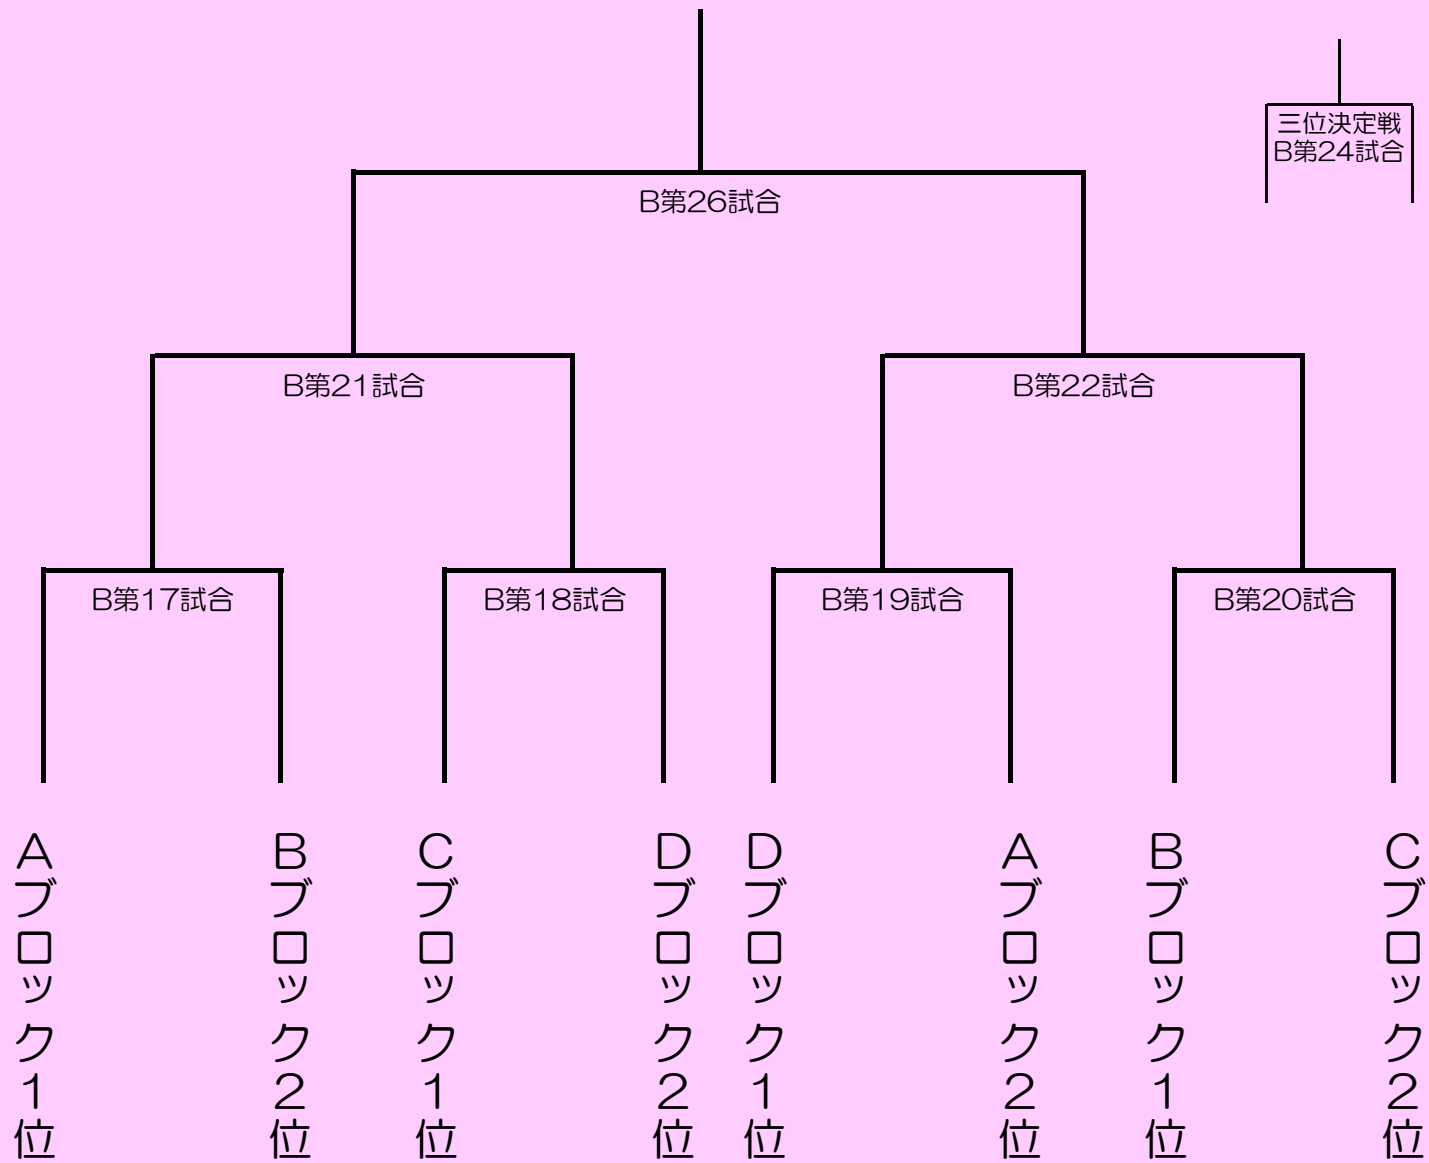 三位決定戦
B第24試合
B第26試合
B第21試合
B第22試合
B第17試合
B第18試合
B第19試合
B第20試合
Aブロック1位
Bブロック2位
Cブロック1位
Dブロック2位
Dブロック1位
Aブロック2位
Bブロック1位
Cブロック2位